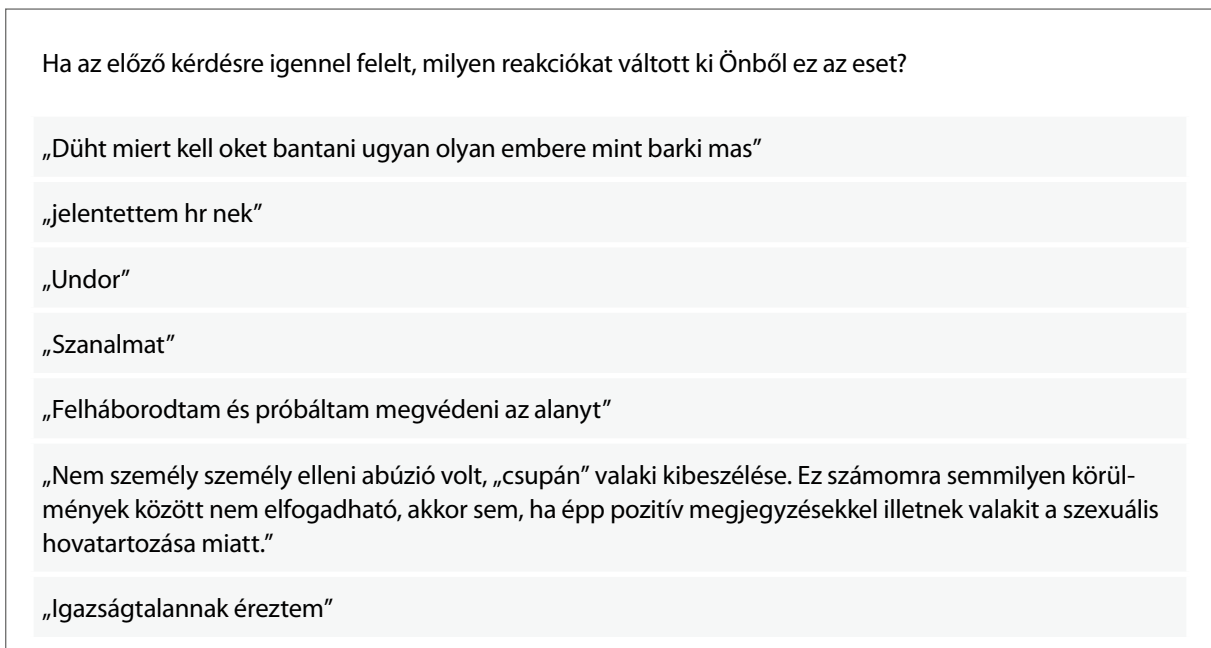 Ha az előző kérdésre igennel felelt, milyen reakciókat váltott ki Önből ez az eset?
„Düht miert kell oket bantani ugyan olyan embere mint barki mas”
„jelentettem hr nek”
„Undor”
„Szanalmat”
„Felháborodtam és próbáltam megvédeni az alanyt”
„Nem személy személy elleni abúzió volt, „csupán” valaki kibeszélése. Ez számomra semmilyen körül-
mények között nem elfogadható, akkor sem, ha épp pozitív megjegyzésekkel illetnek valakit a szexuális
hovatartozása miatt.”
„Igazságtalannak éreztem”